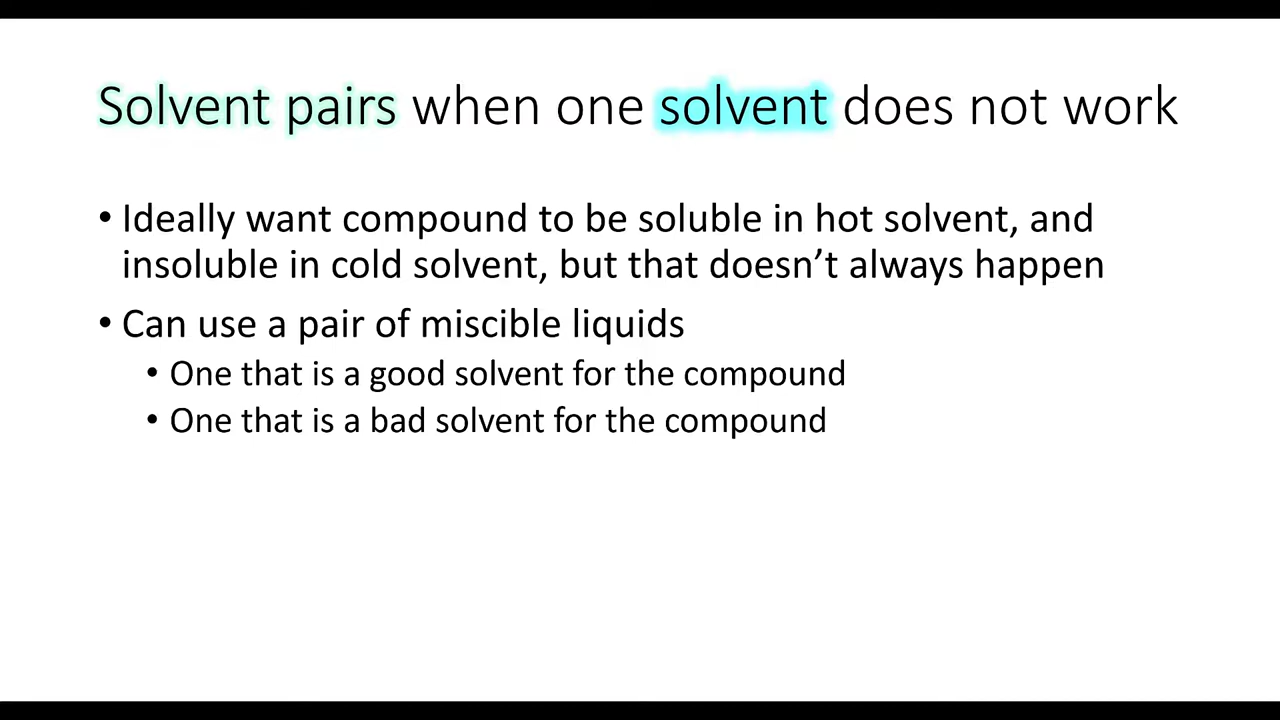 Solvent pairs when one solvent does not work
• Ideally want compound to be soluble in hot solvent, and
insoluble in cold solvent, but that doesn’t always happen
• Can use a pair of miscible liquids
• One that is a good solvent for the compound
• One that is a bad solvent for the compound